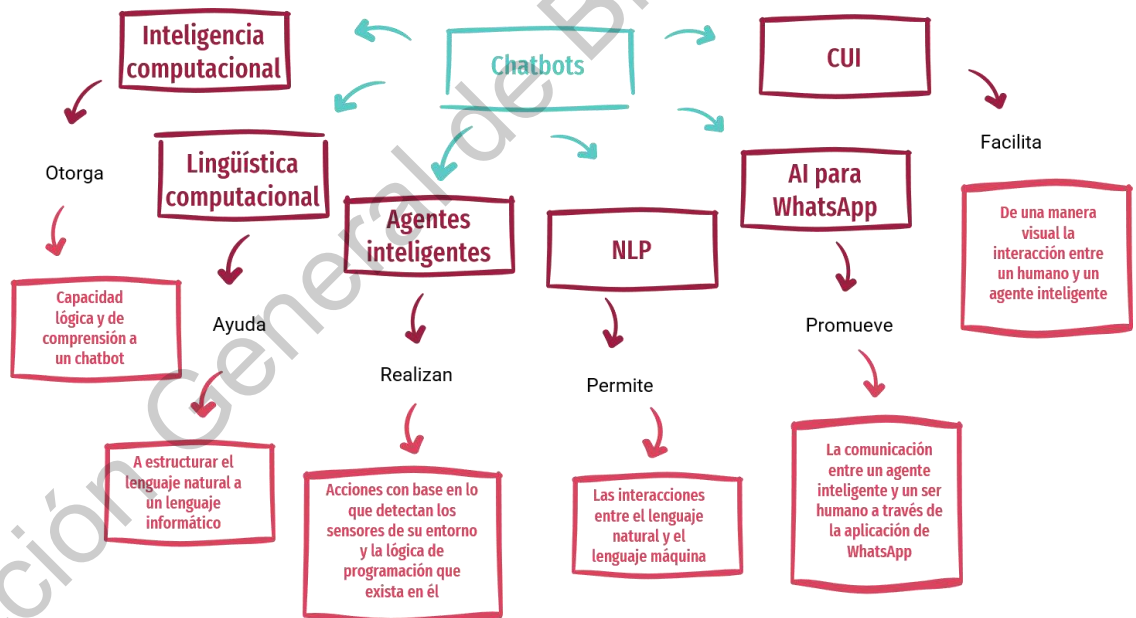 Chatbots
Inteligencia
computacional
Otorga
Capacidad
lógica y de
comprensión a
un chatbot
Lingüística
computacional
Ayuda
A estructurar el
lenguaje natural a
un lenguaje
informático
Agentes
inteligentes
Realizan
Acciones con base en lo
que detectan los
sensores de su entorno
y la lógica de
programación que
exista en él
NLP
Permite
Las interacciones
entre el lenguaje
natural y el
lenguaje máquina
AI para
WhatsApp
Promueve
La comunicación
entre un agente
inteligente y un ser
humano a través de
la aplicación de
WhatsApp
CUI
Facilita
De una manera
visual la
interacción entre
un humano y un
agente inteligente
ción General de B